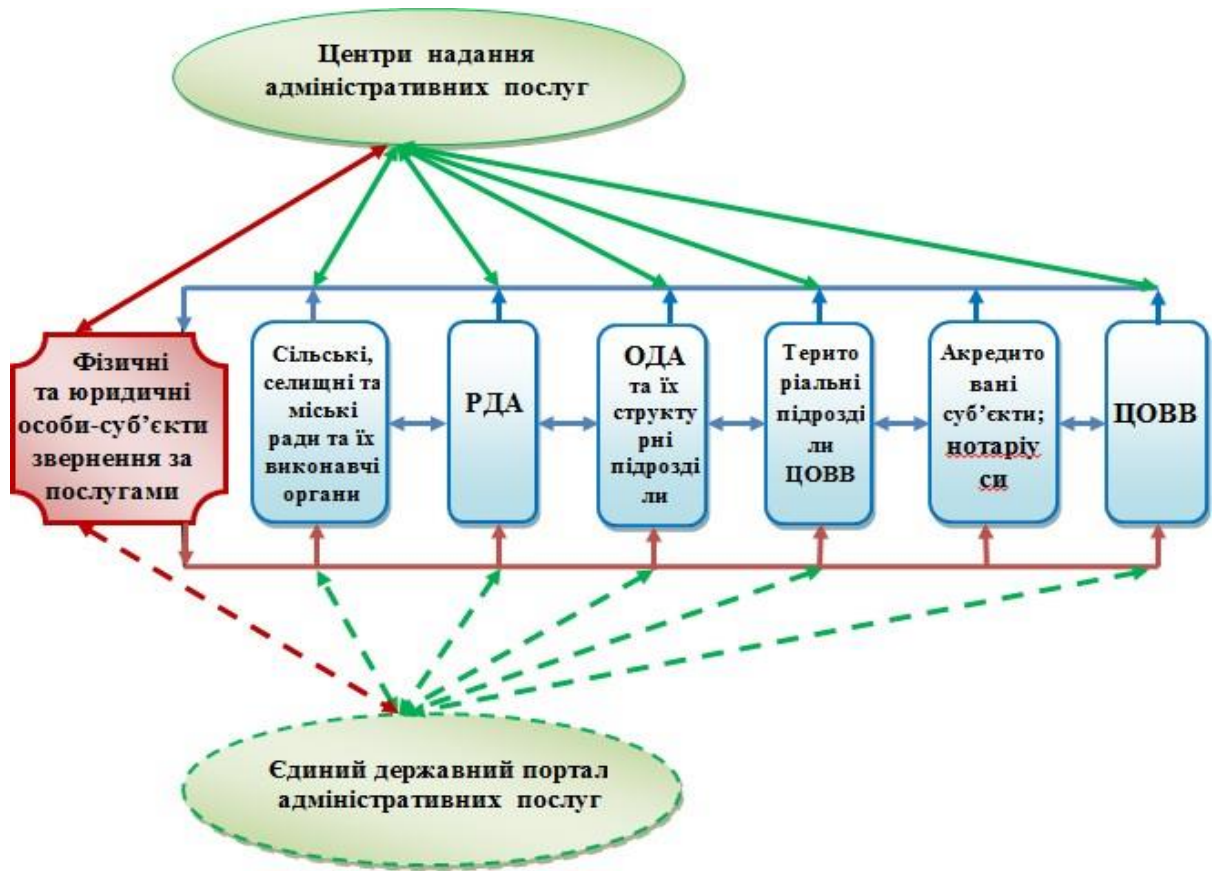 Центри надання
адміністративних послуг
Фізичні
та юридичні
особи-суб’єкти
звернення за
послугами
Сільські,
селищні та
міські
ради та їх
виконавчі
органи
РДА
ОДА
та їх
структу
рні
підрозді
ли
Терито
ріальні
підрозді
ли
ЦОВВ
Акредито
вані
суб’єкти;
нотаріу
си
ЦОВВ
Єдиний державний портал
адміністративних послуг